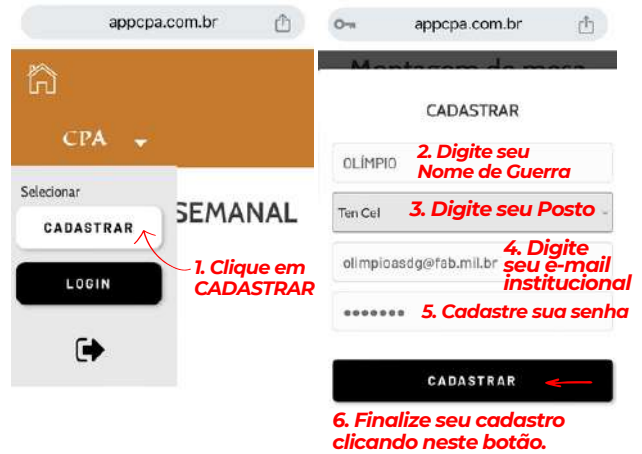 appcpa.com.br
CPA
Selecionar
CADASTRAR
SEMANAL
1. Clique em
CADASTRAR
LOGIN
appcpa.com.br
Montagem de mesa
CADASTRAR
OLÍMPIO
2. Digite seu
Nome de Guerra
Ten Cel
3. Digite seu Posto
olimpioasdg@fab.mil.br
4. Digite
seu e-mail
institucional
•••••••
5. Cadastre sua senha
CADASTRAR
6. Finalize seu cadastro
clicando neste botão.